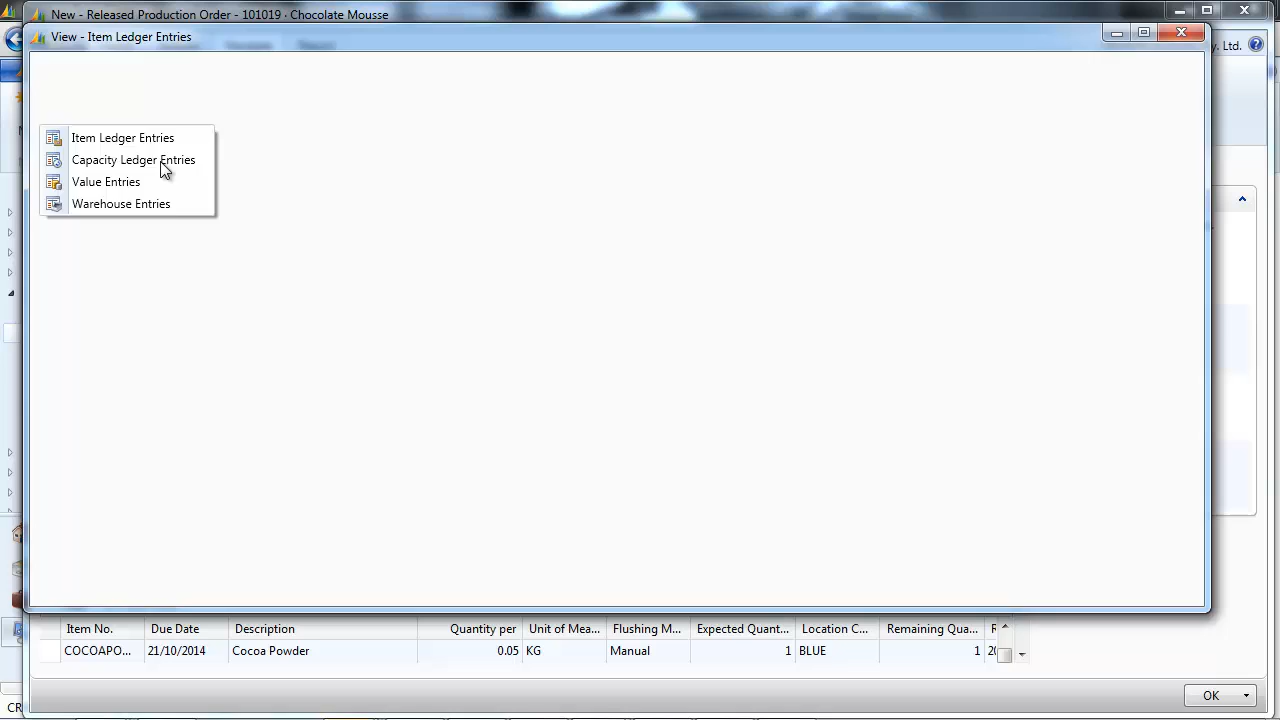 New - Released Production Order - 101019 · Chocolate Mousse
View - Item Ledger Entries
y. Ltd.
Item Ledger Entries
Capacity Ledger Entries
Value Entries
Warehouse Entries
Item No. Due Date Description Quantity per Unit of Mea... Flushing M... Expected Quant... Location C... Remaining Qua...
COCOAPO... 21/10/2014 Cocoa Powder 0.05 KG Manual 1 BLUE 1
OK
CR